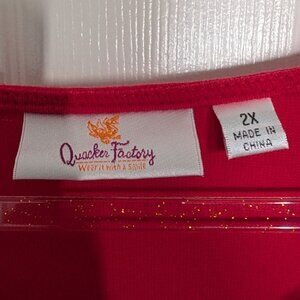 Quacker Factory
Wear it with a Smile
2X
MADE IN
CHINA